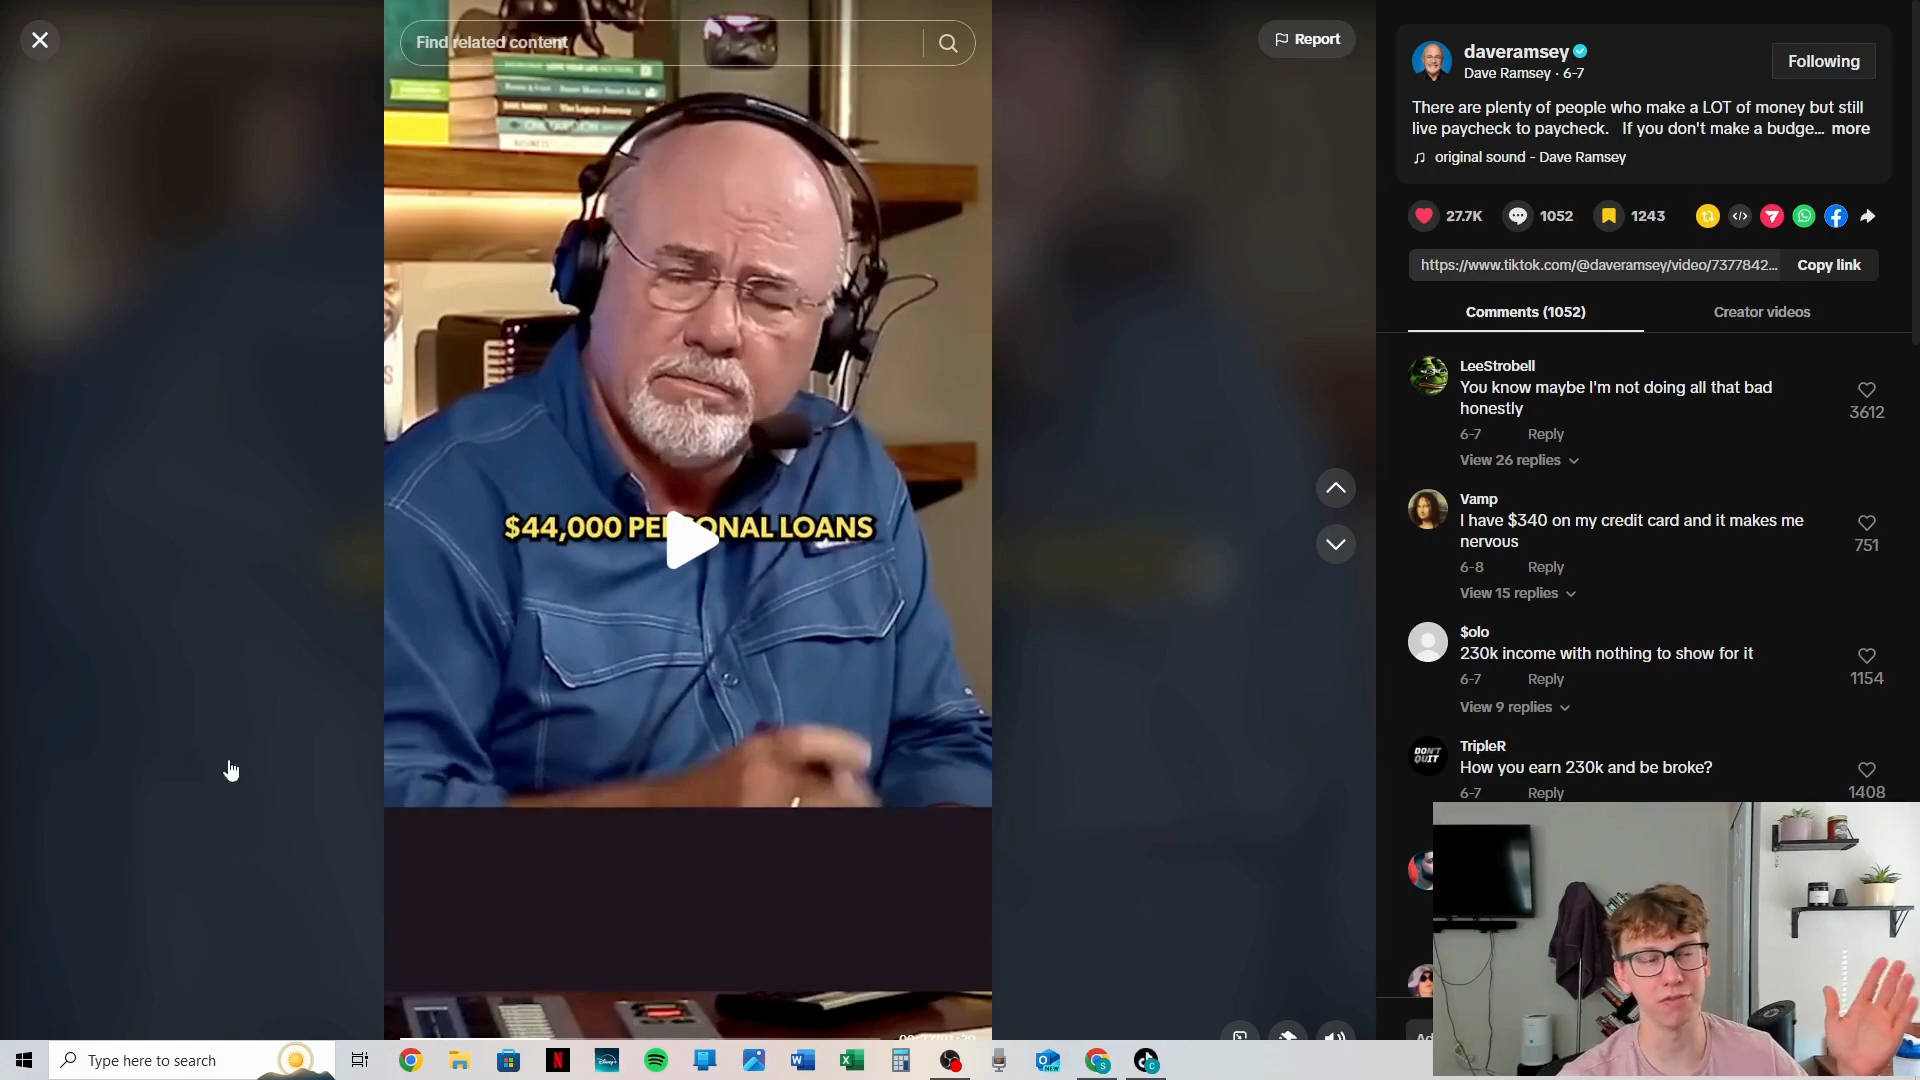 Find related content
Report
$44,000 PERSONAL LOANS
daveramsey
Dave Ramsey · 6-7
Following
There are plenty of people who make a LOT of money but still
live paycheck to paycheck. If you don't make a budge... more
original sound - Dave Ramsey
27.7K
1052
1243
https://www.tiktok.com/@daveramsey/video/7377842...
Copy link
Comments (1052)
Creator videos
LeeStrobell
You know maybe I'm not doing all that bad
honestly
3612
6-7 Reply
View 26 replies
Vamp
I have $340 on my credit card and it makes me
nervous
751
6-8 Reply
View 15 replies
$olo
230k income with nothing to show for it
1154
6-7 Reply
View 9 replies
DON'T
QUIT
TripleR
How you earn 230k and be broke?
1408
6-7 Reply
Type here to search